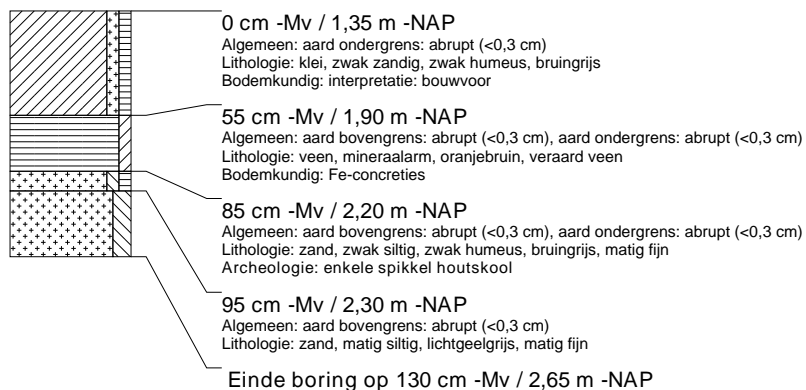 0 cm -Mv / 1,35 m -NAP
Algemeen: aard ondergrens: abrupt (<0,3 cm)
Lithologie: klei, zwak zandig, zwak humeus, bruingrijs
Bodemkundig: interpretatie: bouwvoor
55 cm -Mv / 1,90 m -NAP
Algemeen: aard bovengrens: abrupt (<0,3 cm), aard ondergrens: abrupt (<0,3 cm)
Lithologie: veen, mineraalarm, oranjebruin, veraard veen
Bodemkundig: Fe-concreties
85 cm -Mv / 2,20 m -NAP
Algemeen: aard bovengrens: abrupt (<0,3 cm), aard ondergrens: abrupt (<0,3 cm)
Lithologie: zand, zwak siltig, zwak humeus, bruingrijs, matig fijn
Archeologie: enkele spikkel houtskool
95 cm -Mv / 2,30 m -NAP
Algemeen: aard bovengrens: abrupt (<0,3 cm)
Lithologie: zand, matig siltig, lichtgeelgrijs, matig fijn
Einde boring op 130 cm -Mv / 2,65 m -NAP